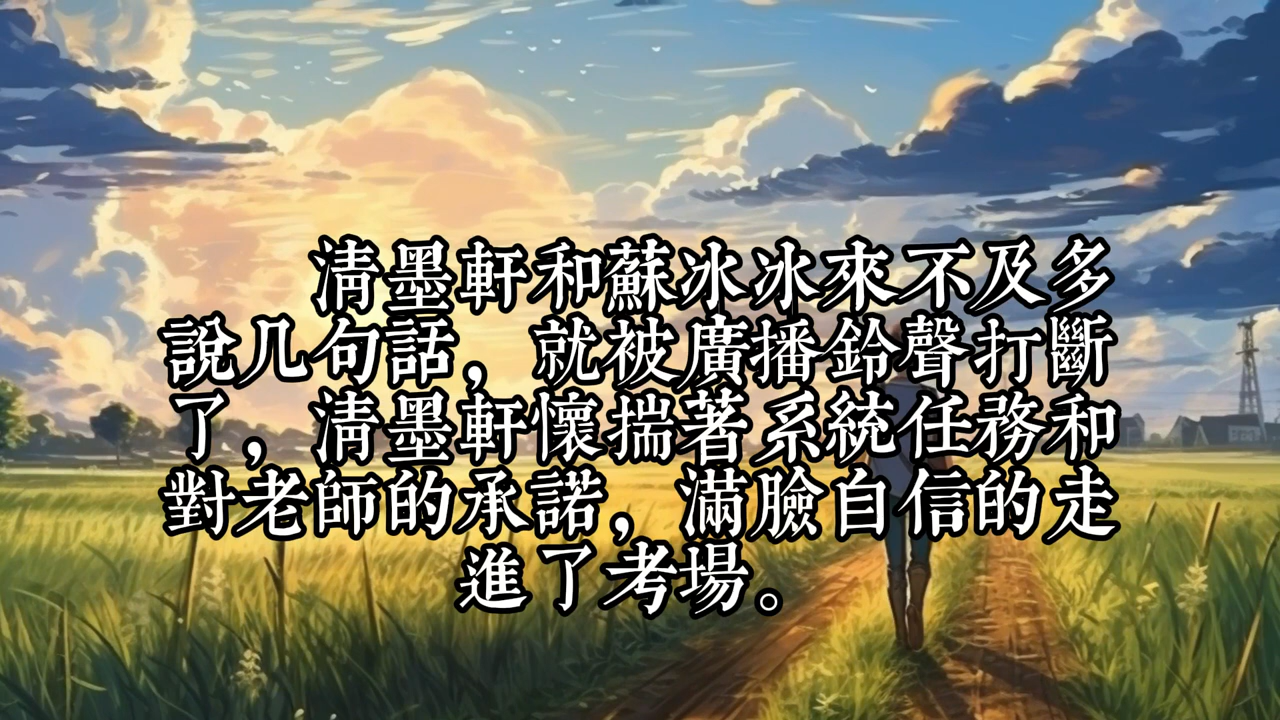 清墨軒和蘇冰冰來不及多
說几句話，就被廣播鈴聲打斷
了，清墨軒懷揣著系統任務和
對老師的承諾，滿臉自信的走
進了考場。